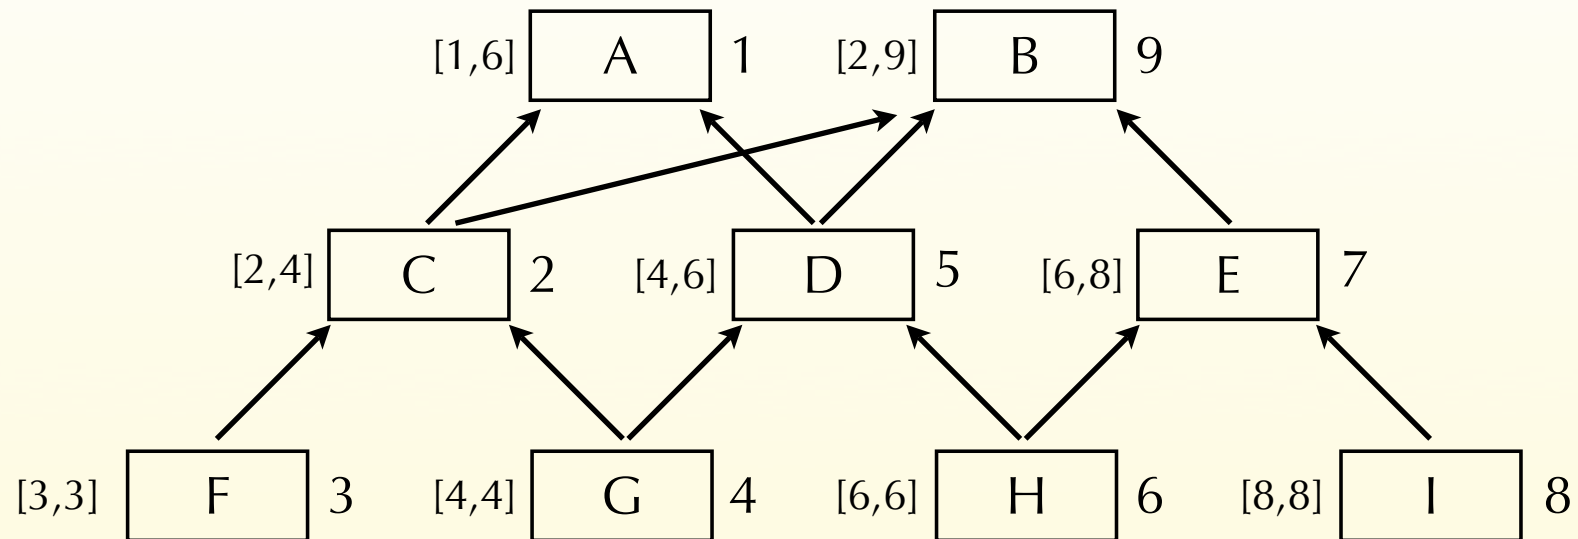 [1,6] A 1 [2,9] B 9
[2,4] C 2 [4,6] D 5 [6,8] E 7
[3,3] F 3 [4,4] G 4 [6,6] H 6 [8,8] I 8